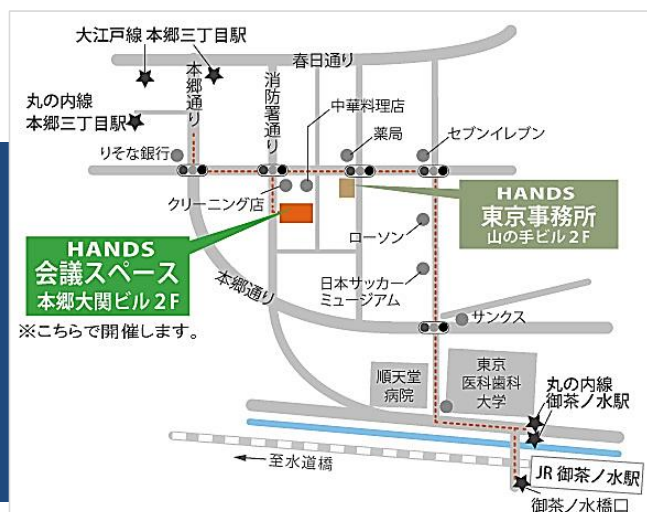 大江戸線 本郷三丁目駅
春日通り
本郷通り
消防署通り
中華料理店
丸の内線
本郷三丁目駅
薬局
セブンイレブン
りそな銀行
クリーニング店
HANDS
東京事務所
山の手ビル2F
HANDS
会議スペース
本郷大関ビル2F
※こちらで開催します。
ローソン
本郷通り
日本サッカー
ミュージアム
サンクス
順天堂
病院
東京
医科歯科
大学
丸の内線
御茶ノ水駅
←至水道橋
JR 御茶ノ水駅
御茶ノ水橋口